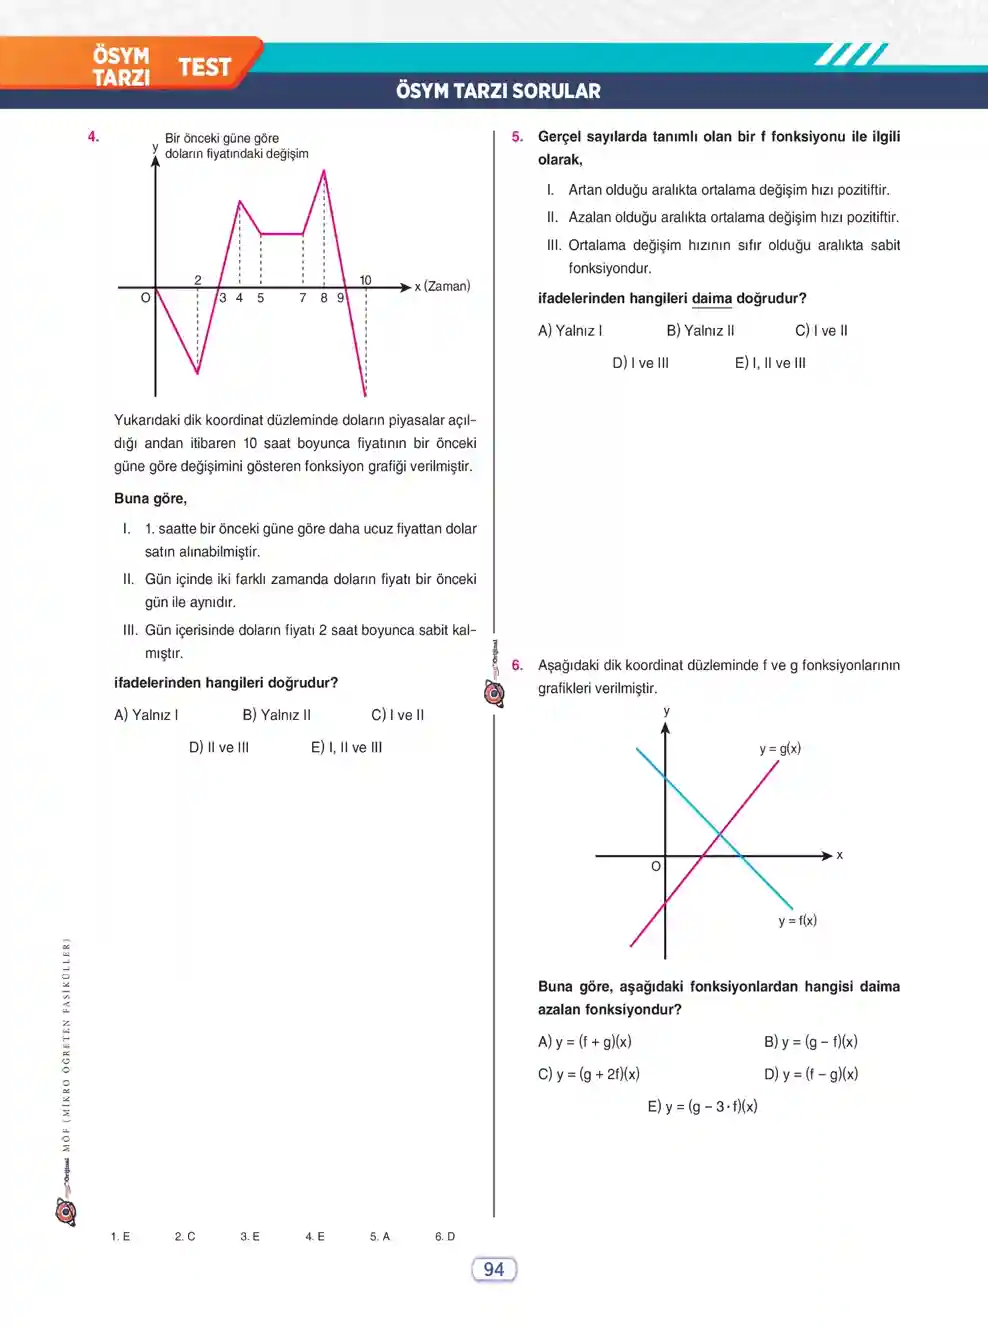 ÖSYM
TARZI
TEST
ÖSYM TARZI SORULAR
4.
Bir önceki güne göre
doların fiyatındaki değişim
y
2
10
x (Zaman)
O
3 4 5 7 8 9
Yukarıdaki dik koordinat düzleminde doların piyasalar açıl–
dığı andan itibaren 10 saat boyunca fiyatının bir önceki
güne göre değişimini gösteren fonksiyon grafiği verilmiştir.
Buna göre,
I. 1. saatte bir önceki güne göre daha ucuz fiyattan dolar
satın alınabilmiştir.
II. Gün içinde iki farklı zamanda doların fiyatı bir önceki
gün ile aynıdır.
III. Gün içerisinde doların fiyatı 2 saat boyunca sabit kal–
mıştır.
ifadelerinden hangileri doğrudur?
A) Yalnız I B) Yalnız II C) I ve II
D) II ve III E) I, II ve III
5. Gerçel sayılarda tanımlı olan bir f fonksiyonu ile ilgili
olarak,
I. Artan olduğu aralıkta ortalama değişim hızı pozitiftir.
II. Azalan olduğu aralıkta ortalama değişim hızı pozitiftir.
III. Ortalama değişim hızının sıfır olduğu aralıkta sabit
fonksiyondur.
ifadelerinden hangileri daima doğrudur?
A) Yalnız I B) Yalnız II C) I ve II
D) I ve III E) I, II ve III
Orijinal
6. Aşağıdaki dik koordinat düzleminde f ve g fonksiyonlarının
grafikleri verilmiştir.
y
y = g(x)
x
O
y = f(x)
Buna göre, aşağıdaki fonksiyonlardan hangisi daima
azalan fonksiyondur?
A) y = (f + g)(x) B) y = (g – f)(x)
C) y = (g + 2f)(x) D) y = (f – g)(x)
E) y = (g – 3·f)(x)
Orijinal MÖF (MİKRO ÖĞRETEN FASİKÜLLER)
1. E 2. C 3. E 4. E 5. A 6. D
94